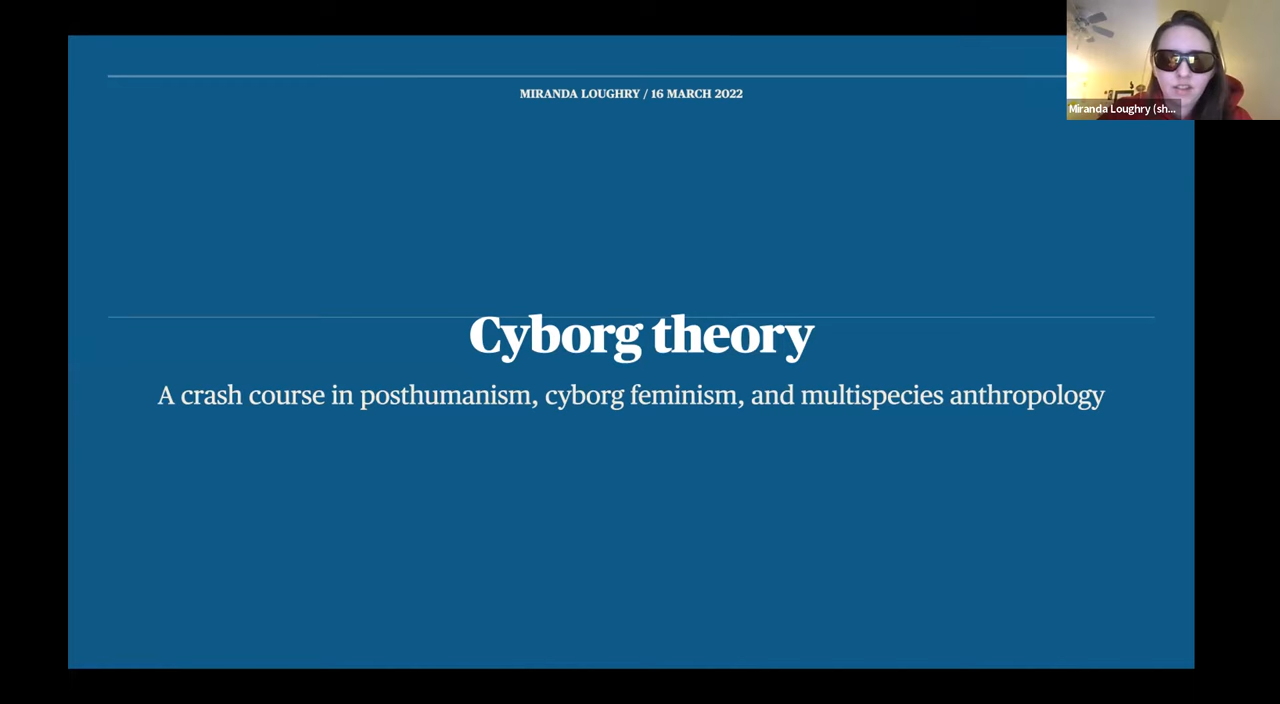 MIRANDA LOUGHRY / 16 MARCH 2022
Miranda Loughry (sh...
Cyborg theory
A crash course in posthumanism, cyborg feminism, and multispecies anthropology